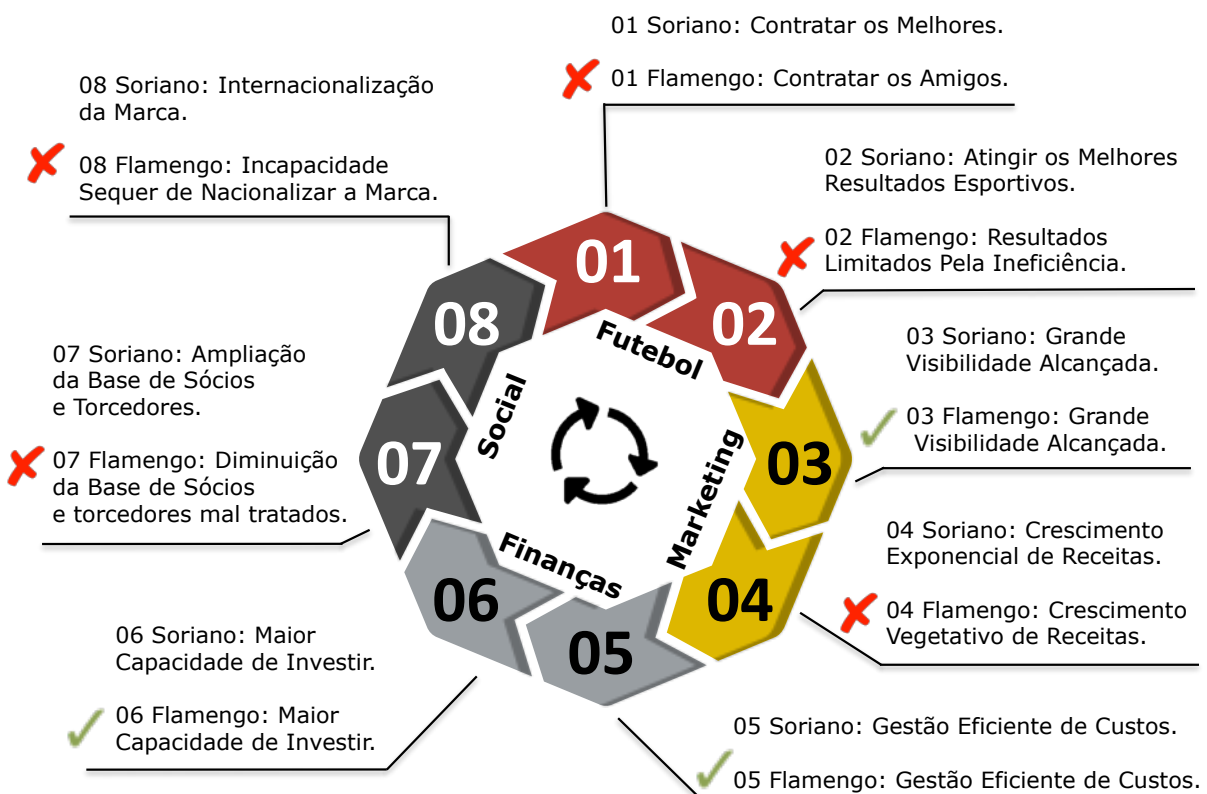 01 Soriano: Contratar os Melhores.
01 Flamengo: Contratar os Amigos.
02 Soriano: Atingir os Melhores
Resultados Esportivos.
02 Flamengo: Resultados
Limitados Pela Ineficiência.
03 Soriano: Grande
Visibilidade Alcançada.
03 Flamengo: Grande
Visibilidade Alcançada.
04 Soriano: Crescimento
Exponencial de Receitas.
04 Flamengo: Crescimento
Vegetativo de Receitas.
05 Soriano: Gestão Eficiente de Custos.
05 Flamengo: Gestão Eficiente de Custos.
06 Soriano: Maior
Capacidade de Investir.
06 Flamengo: Maior
Capacidade de Investir.
07 Soriano: Ampliação
da Base de Sócios
e Torcedores.
07 Flamengo: Diminuição
da Base de Sócios
e torcedores mal tratados.
08 Soriano: Internacionalização
da Marca.
08 Flamengo: Incapacidade
Sequer de Nacionalizar a Marca.
01
02
03
04
05
06
07
08
Futebol
Marketing
Finanças
Social